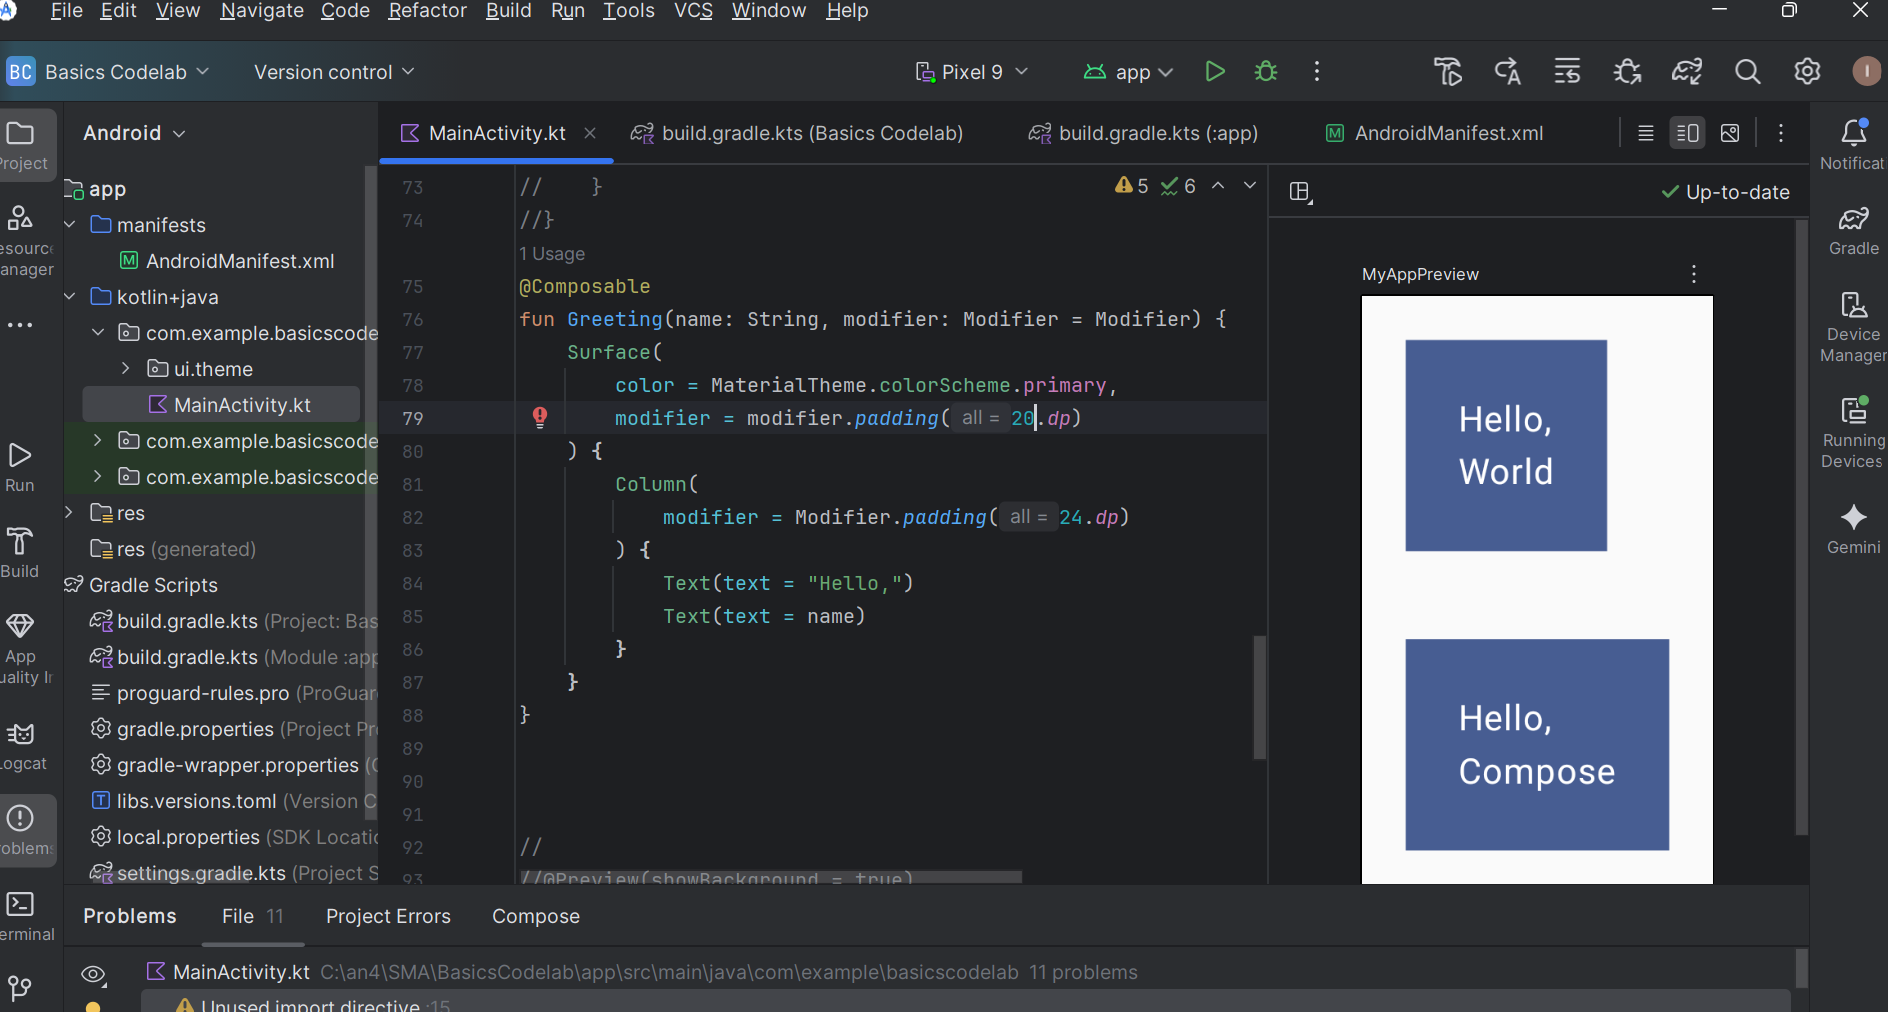 File Edit View Navigate Code Refactor Build Run Tools VCS Window Help
BC Basics Codelab Version control Pixel 9 app I
Project
Android
MainActivity.kt build.gradle.kts (Basics Codelab) build.gradle.kts (:app) AndroidManifest.xml
Notificat
app
manifests
AndroidManifest.xml
kotlin+java
com.example.basicscode
ui.theme
MainActivity.kt
com.example.basicscode
com.example.basicscode
res
res (generated)
Gradle Scripts
build.gradle.kts (Project: Bas
build.gradle.kts (Module :app
proguard-rules.pro (ProGuar
gradle.properties (Project Pr
gradle-wrapper.properties (
libs.versions.toml (Version C
local.properties (SDK Locatio
settings.gradle.kts (Project S
esourc
anager
Run
Build
App
uality I
ogcat
roblems
erminal
5 6
73 // }
74 //}
1 Usage
75 @Composable
76 fun Greeting(name: String, modifier: Modifier = Modifier) {
77 Surface(
78 color = MaterialTheme.colorScheme.primary,
79 modifier = modifier.padding( all = 20.dp)
80 ) {
81 Column(
82 modifier = Modifier.padding( all = 24.dp)
83 ) {
84 Text(text = "Hello,")
85 Text(text = name)
86 }
87 }
88 }
89
90
91
92 //
93 //@Preview(showBackground = true)
Up-to-date
MyAppPreview
Hello,
World
Hello,
Compose
Gradle
Device
Manager
Running
Devices
Gemini
Problems File 11 Project Errors Compose
MainActivity.kt C:\an4\SMA\BasicsCodelab\app\src\main\java\com\example\basicscodelab 11 problems
Unused import directive :15